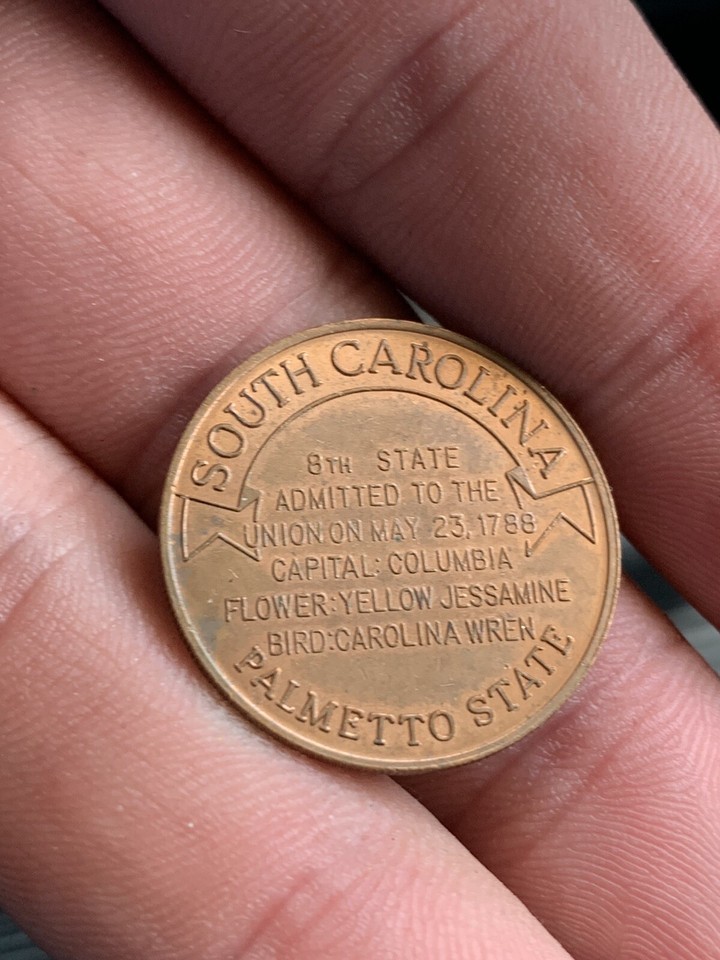 SOUTH CAROLINA
8TH STATE
ADMITTED TO THE
UNION ON MAY 23, 1788
CAPITAL: COLUMBIA
FLOWER: YELLOW JESSAMINE
BIRD: CAROLINA WREN
PALMETTO STATE